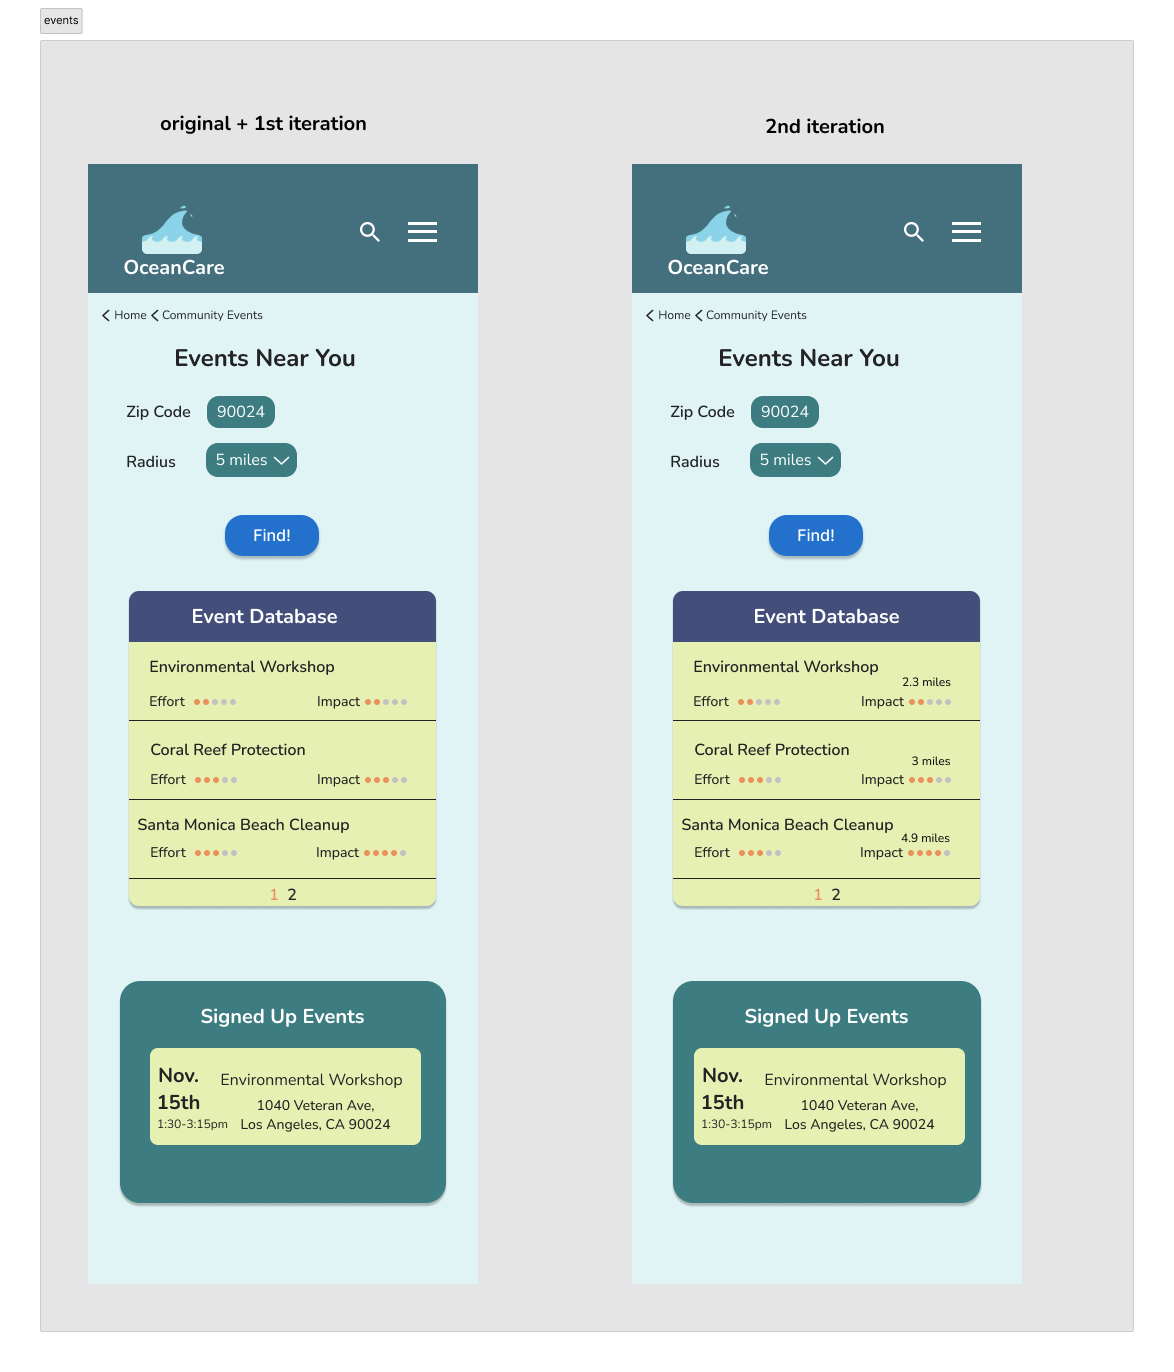 events
original + 1st iteration
OceanCare
Home Community Events
Events Near You
Zip Code 90024
Radius 5 miles
Find!
Event Database
Environmental Workshop
Effort Impact
Coral Reef Protection
Effort Impact
Santa Monica Beach Cleanup
Effort Impact
1 2
Signed Up Events
Nov.
15th
1:30-3:15pm
Environmental Workshop
1040 Veteran Ave,
Los Angeles, CA 90024
2nd iteration
OceanCare
Home Community Events
Events Near You
Zip Code 90024
Radius 5 miles
Find!
Event Database
Environmental Workshop
2.3 miles
Effort Impact
Coral Reef Protection
3 miles
Effort Impact
Santa Monica Beach Cleanup
4.9 miles
Effort Impact
1 2
Signed Up Events
Nov.
15th
1:30-3:15pm
Environmental Workshop
1040 Veteran Ave,
Los Angeles, CA 90024